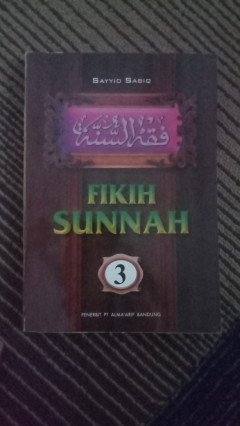 SAYYID SABIQ
فقه السنة
FIKIH
SUNNAH
3
PENERBIT PT ALMA'ARIF BANDUNG